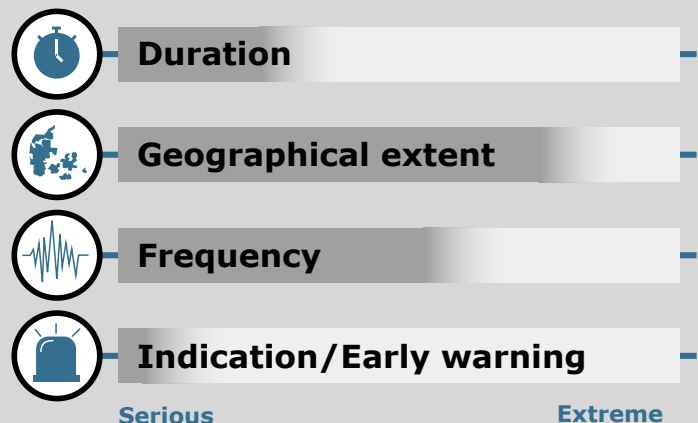 Duration
Geographical extent
Frequency
Indication/Early warning
Serious Extreme